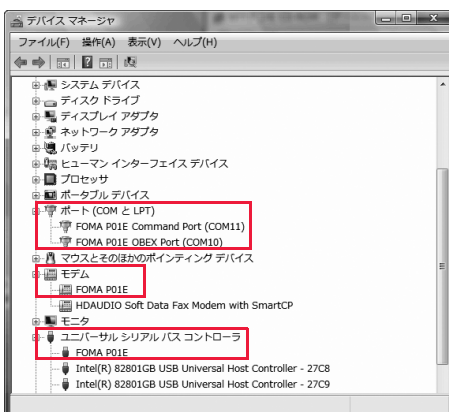 デバイス マネージャ
ファイル(F) 操作(A) 表示(V) ヘルプ(H)
システム デバイス
ディスク ドライブ
ディスプレイ アダプタ
ネットワーク アダプタ
バッテリ
ヒューマン インターフェイス デバイス
プロセッサ
ポータブル デバイス
ポート (COM と LPT)
FOMA P01E Command Port (COM11)
FOMA P01E OBEX Port (COM10)
マウスとそのほかのポインティング デバイス
モデム
FOMA P01E
HDAUDIO Soft Data Fax Modem with SmartCP
モニタ
ユニバーサル シリアル バス コントローラ
FOMA P01E
Intel(R) 82801GB USB Universal Host Controller - 27C8
Intel(R) 82801GB USB Universal Host Controller - 27C9